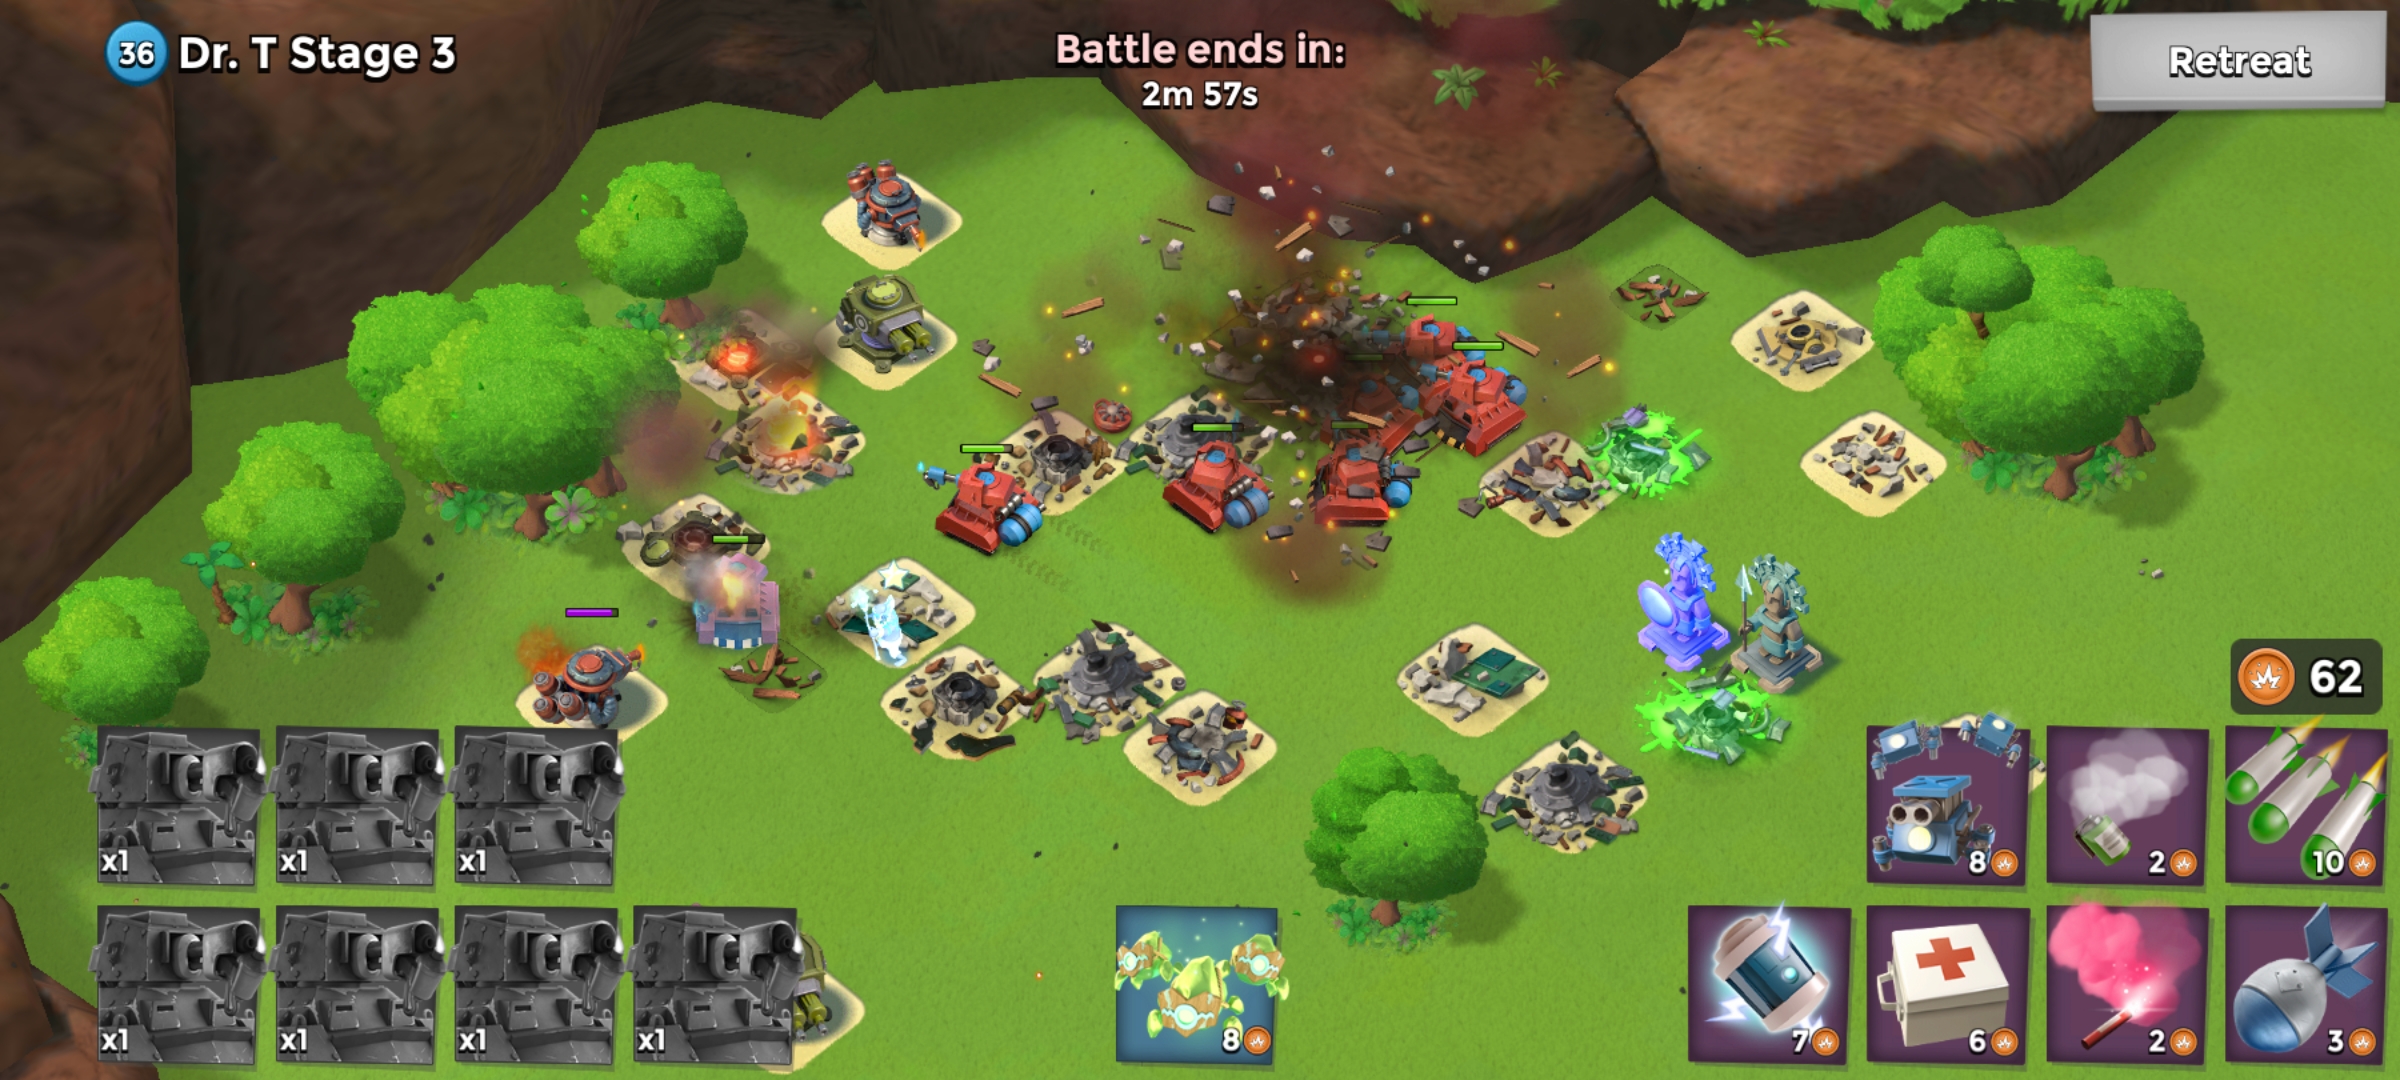 36 Dr. T Stage 3
Battle ends in:
2m 57s
Retreat
62
x1 x1 x1
8 2 10
x1 x1 x1 x1
8
7 6 2 3